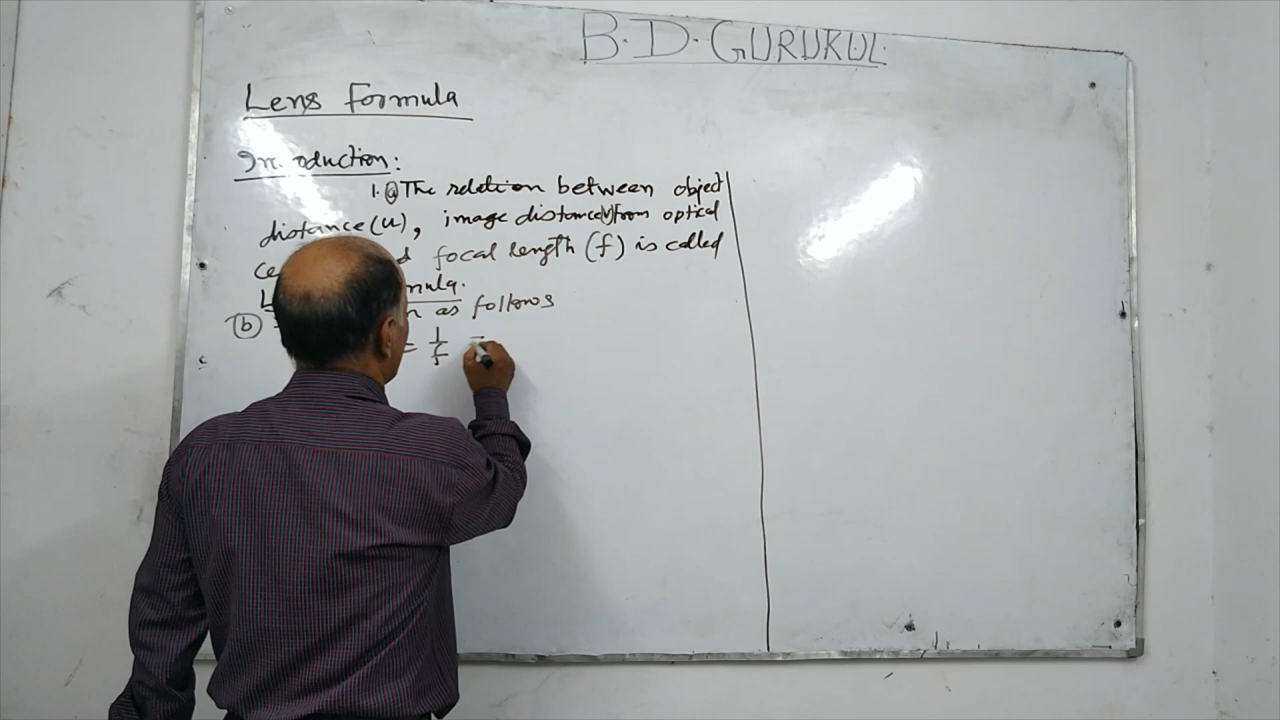 B.D.GURUKUL
Lens Formula
Introduction:
1. (a) The relation between object
distance (u), image distance(v)from optical
focal length (f) is called
as follows
(b)
= 1/f